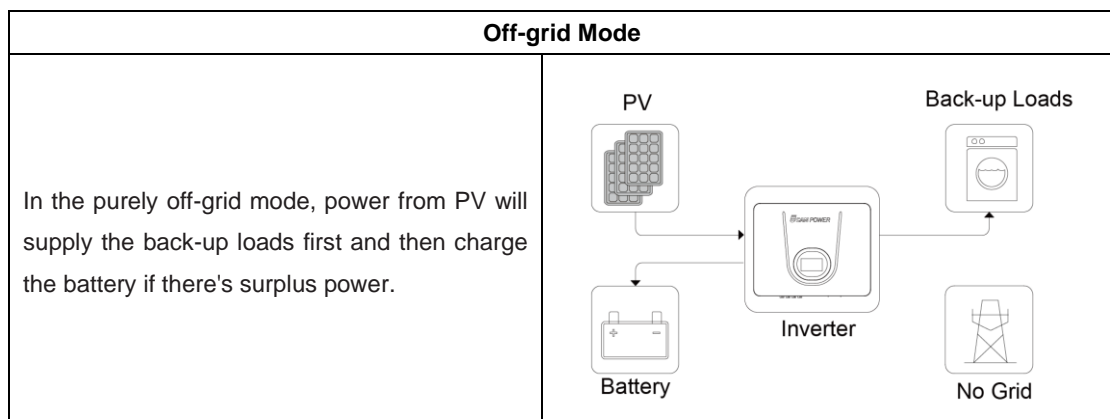 Off-grid Mode
In the purely off-grid mode, power from PV will
supply the back-up loads first and then charge
the battery if there's surplus power.
PV
Back-up Loads
Inverter
Battery
No Grid